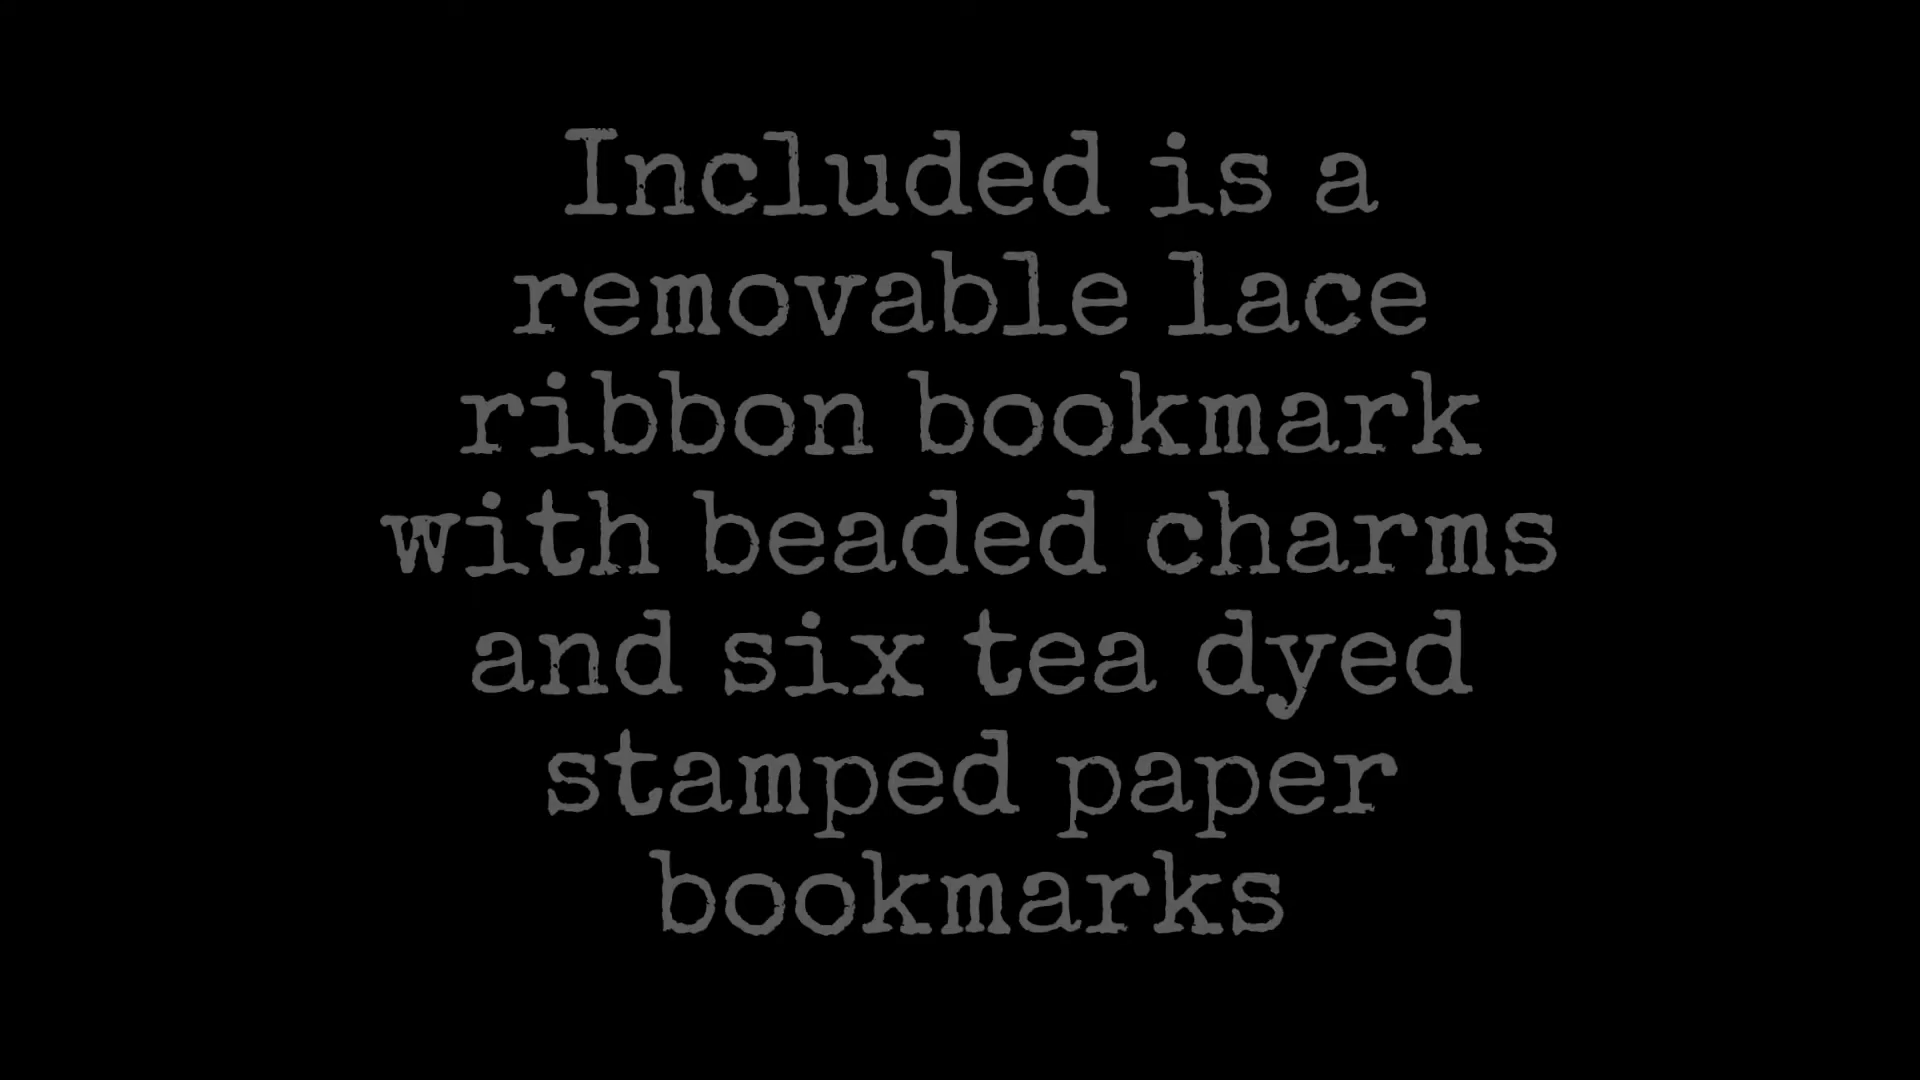 Included is a
removable lace
ribbon bookmark
with beaded charms
and six tea dyed
stamped paper
bookmarks